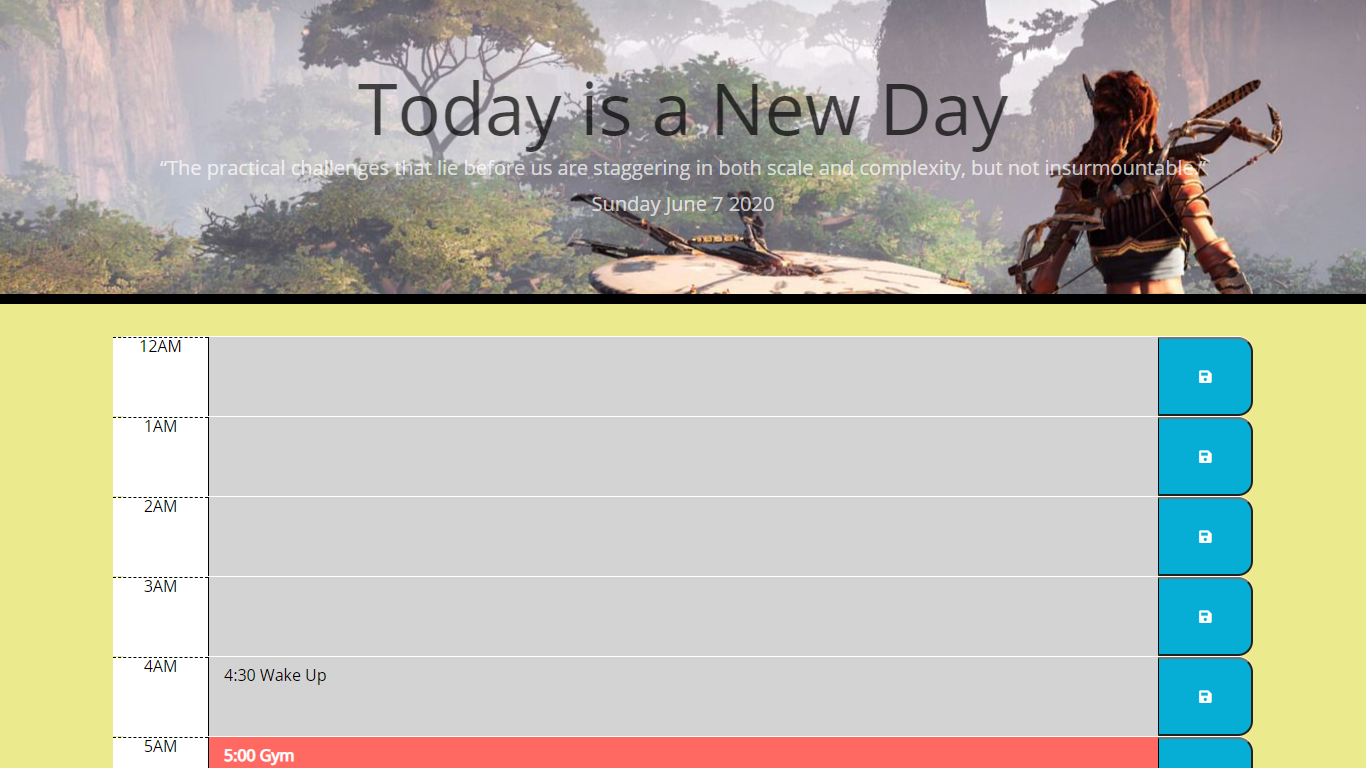 Today is a New Day
“The practical challenges that lie before us are staggering in both scale and complexity, but not insurmountable.”
Sunday June 7 2020
12AM
1AM
2AM
3AM
4AM
4:30 Wake Up
5AM
5:00 Gym